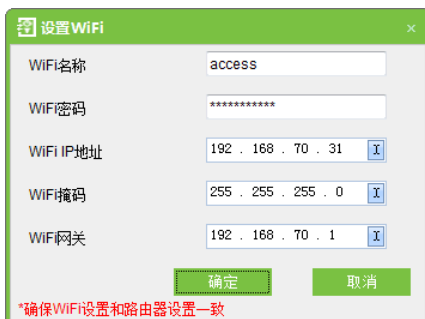 设置WiFi
WiFi名称 access
WiFi密码 ***********
WiFi IP地址 192 . 168 . 70 . 31
WiFi掩码 255 . 255 . 255 . 0
WiFi网关 192 . 168 . 70 . 1
确定 取消
*确保WiFi设置和路由器设置一致